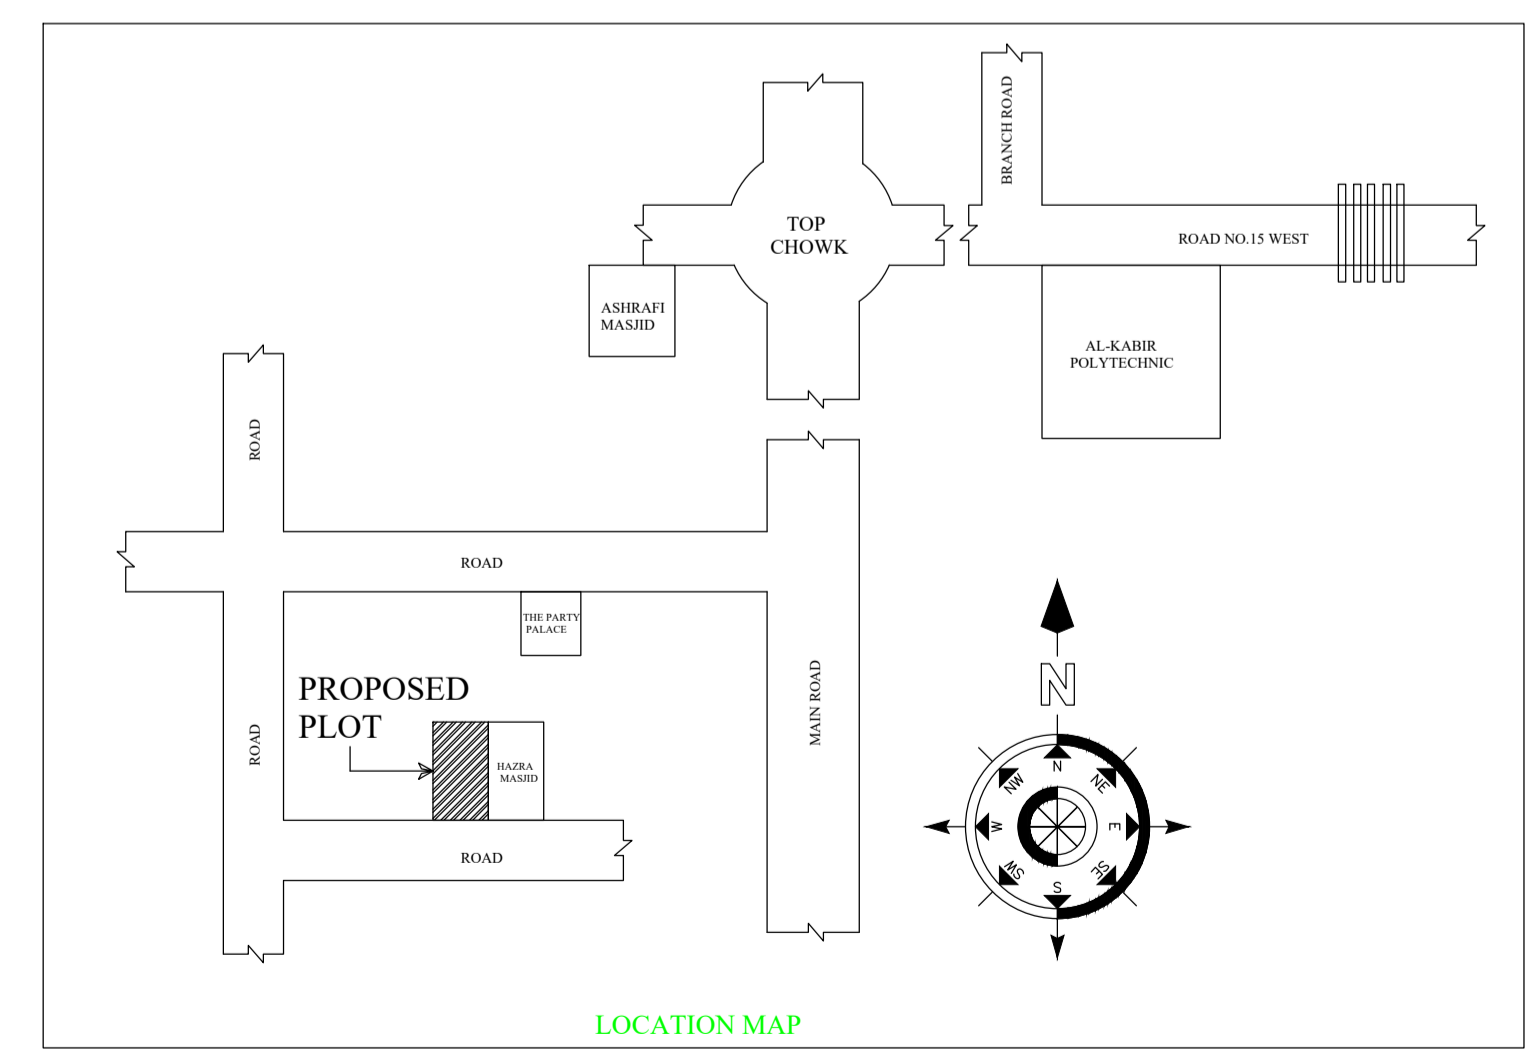 BRANCH ROAD
TOP
CHOWK
ROAD NO.15 WEST
ASHRAFI
MASJID
AL-KABIR
POLYTECHNIC
ROAD
ROAD
THE PARTY
PALACE
PROPOSED
PLOT
HAZRA
MASJID
ROAD
MAIN ROAD
ROAD
N
N
NE
E
SE
S
SW
W
NW
LOCATION MAP